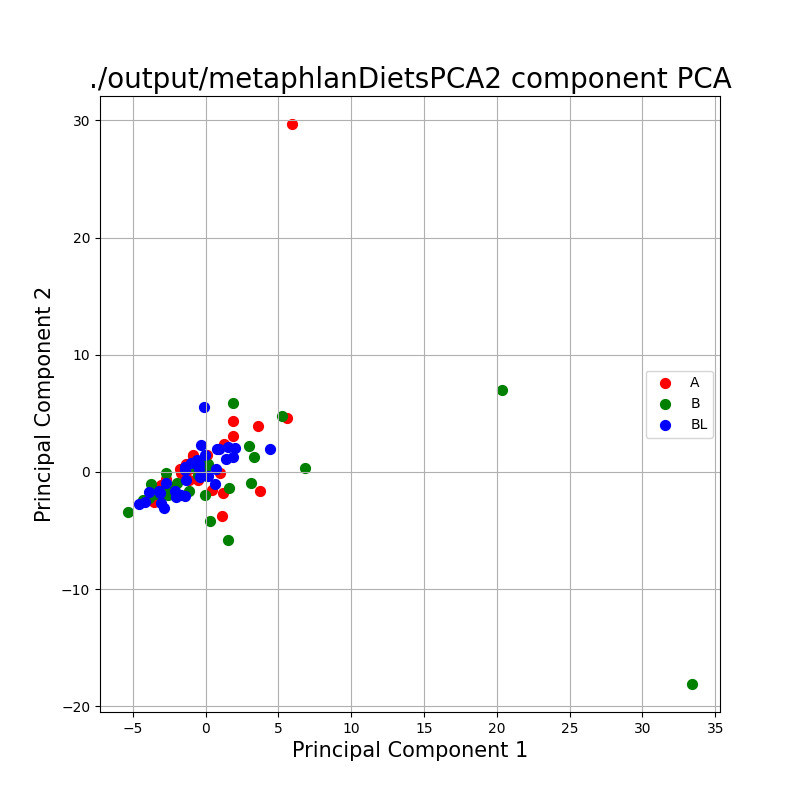 ./output/metaphlanDietsPCA2 component PCA
30
20
10
0
−10
−20
Principal Component 2
A
B
BL
−5
0
5
10
15
20
25
30
35
Principal Component 1